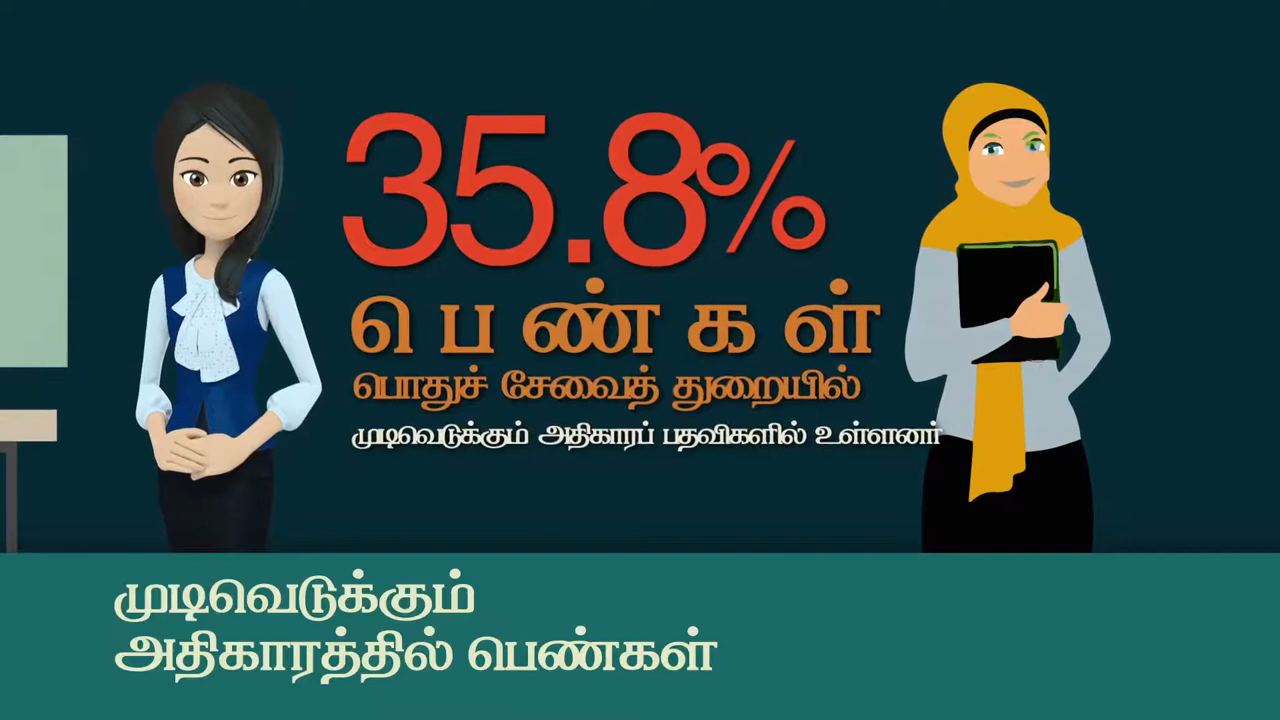 35.8%
பெண்கள்
பொதுச் சேவைத் துறையில்
முடிவெடுக்கும் அதிகாரப் பதவிகளில் உள்ளனர்
முடிவெடுக்கும்
அதிகாரத்தில் பெண்கள்